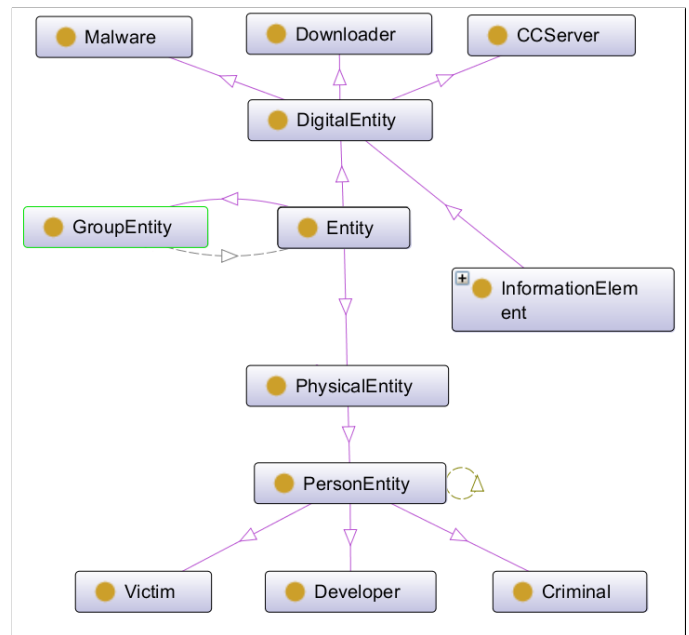 Malware
Downloader
CCServer
DigitalEntity
GroupEntity
Entity
InformationElem
ent
PhysicalEntity
PersonEntity
Victim
Developer
Criminal